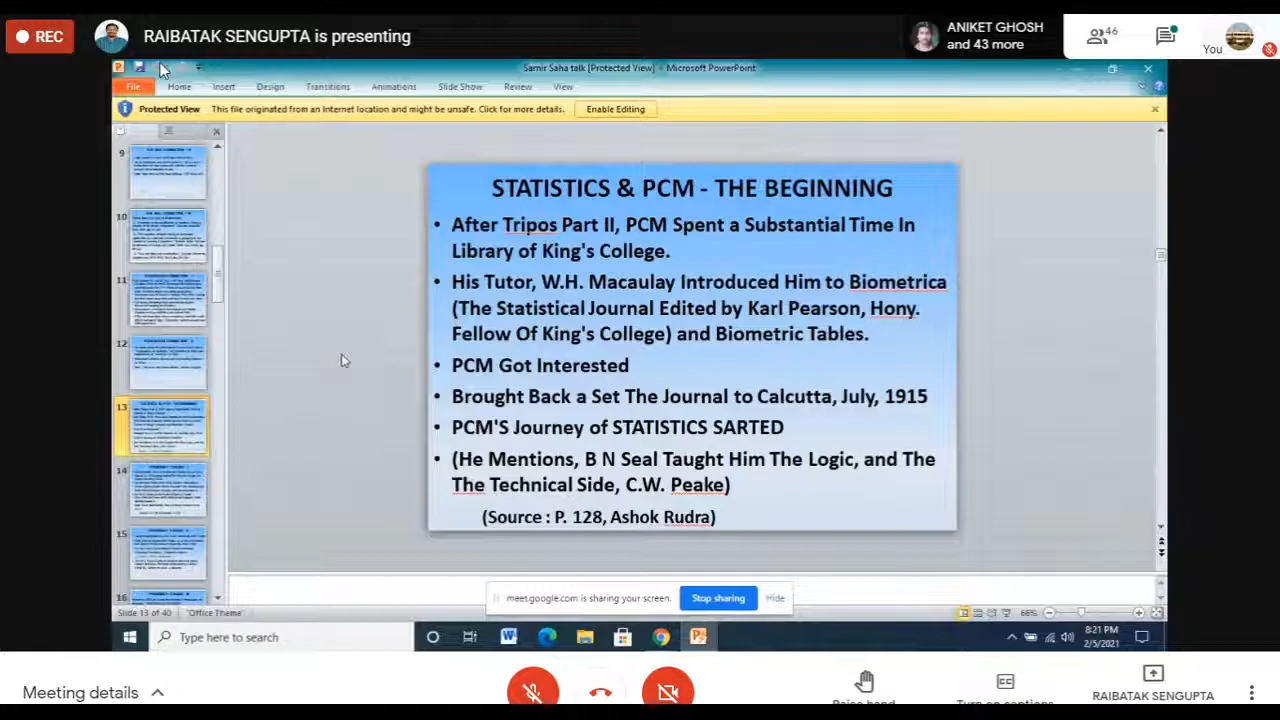 REC
RAIBATAK SENGUPTA is presenting
ANIKET GHOSH
and 43 more
46
You
Samir Saha talk [Protected View] - Microsoft PowerPoint
File Home Insert Design Transitions Animations Slide Show Review View
Protected View This file originated from an Internet location and might be unsafe. Click for more details. Enable Editing
9
10
11
12
13
14
15
16
STATISTICS & PCM - THE BEGINNING
• After Tripos Part II, PCM Spent a Substantial Time In
Library of King's College.
• His Tutor, W.H. Macaulay Introduced Him to Biometrica
(The Statistical Journal Edited by Karl Pearson, Hony.
Fellow Of King's College) and Biometric Tables.
• PCM Got Interested
• Brought Back a Set The Journal to Calcutta, July, 1915
• PCM'S Journey of STATISTICS SARTED
• (He Mentions B N Seal Taught Him The Logic and The
The Technical Side, C.W. Peake)
(Source : P. 128, Ashok Rudra)
meet.google.com is sharing your screen. Stop sharing Hide
Slide 13 of 40 "Office Theme" 66%
Type here to search
8:21 PM
2/5/2021
Meeting details
Raise hand
Turn on captions
RAIBATAK SENGUPTA